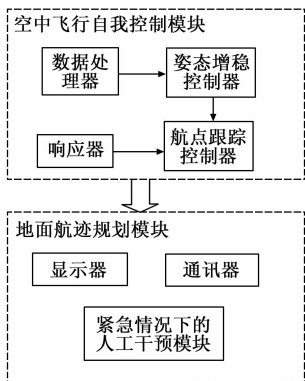 空中飞行自我控制模块
数据处
理器
姿态增稳
控制器
响应器
航点跟踪
控制器
地面航迹规划模块
显示器
通讯器
紧急情况下的
人工干预模块